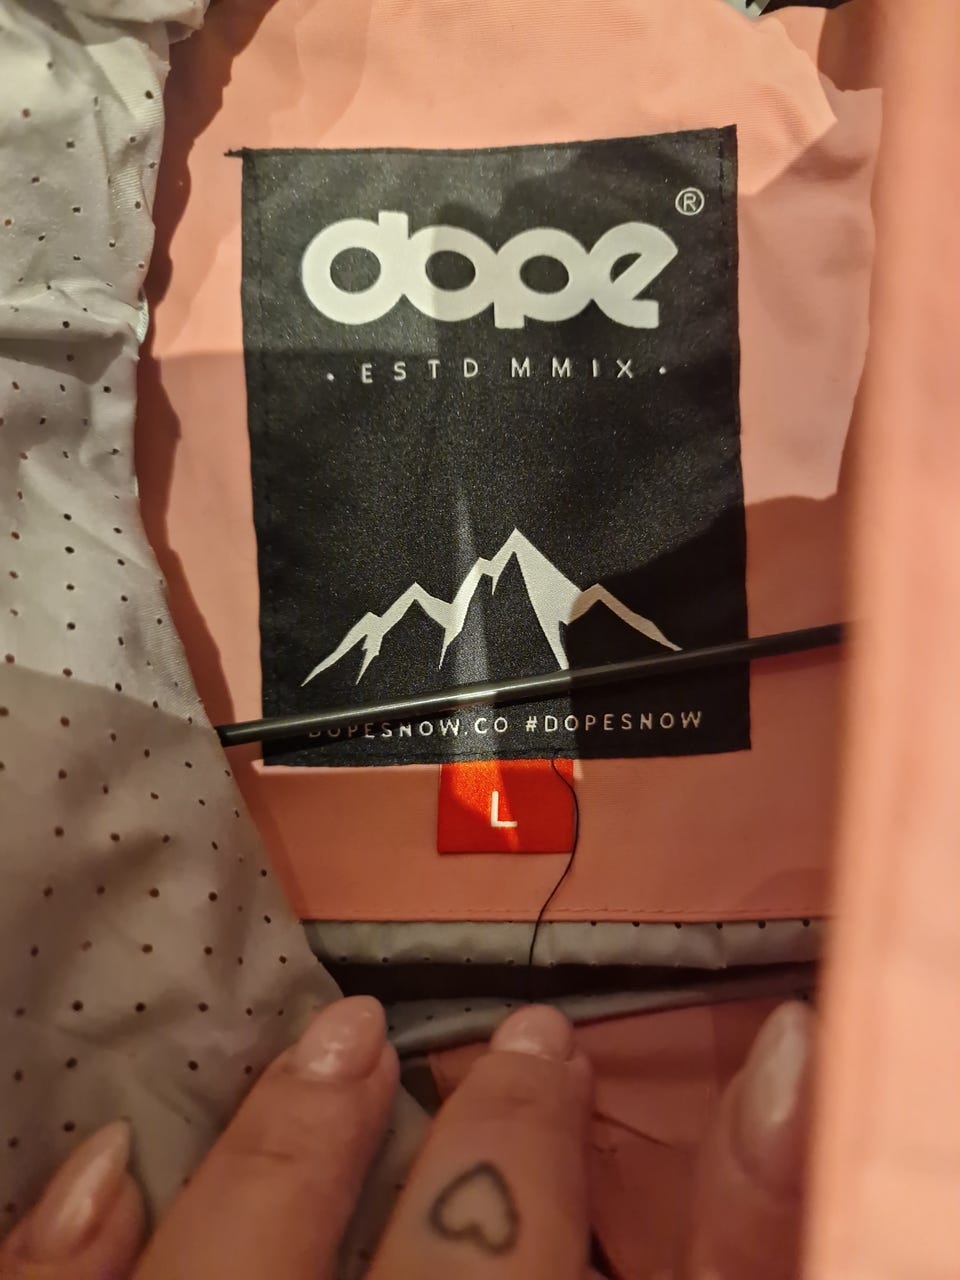 dope®
· ESTD MMIX ·
DOPESNOW.CO #DOPESNOW
L